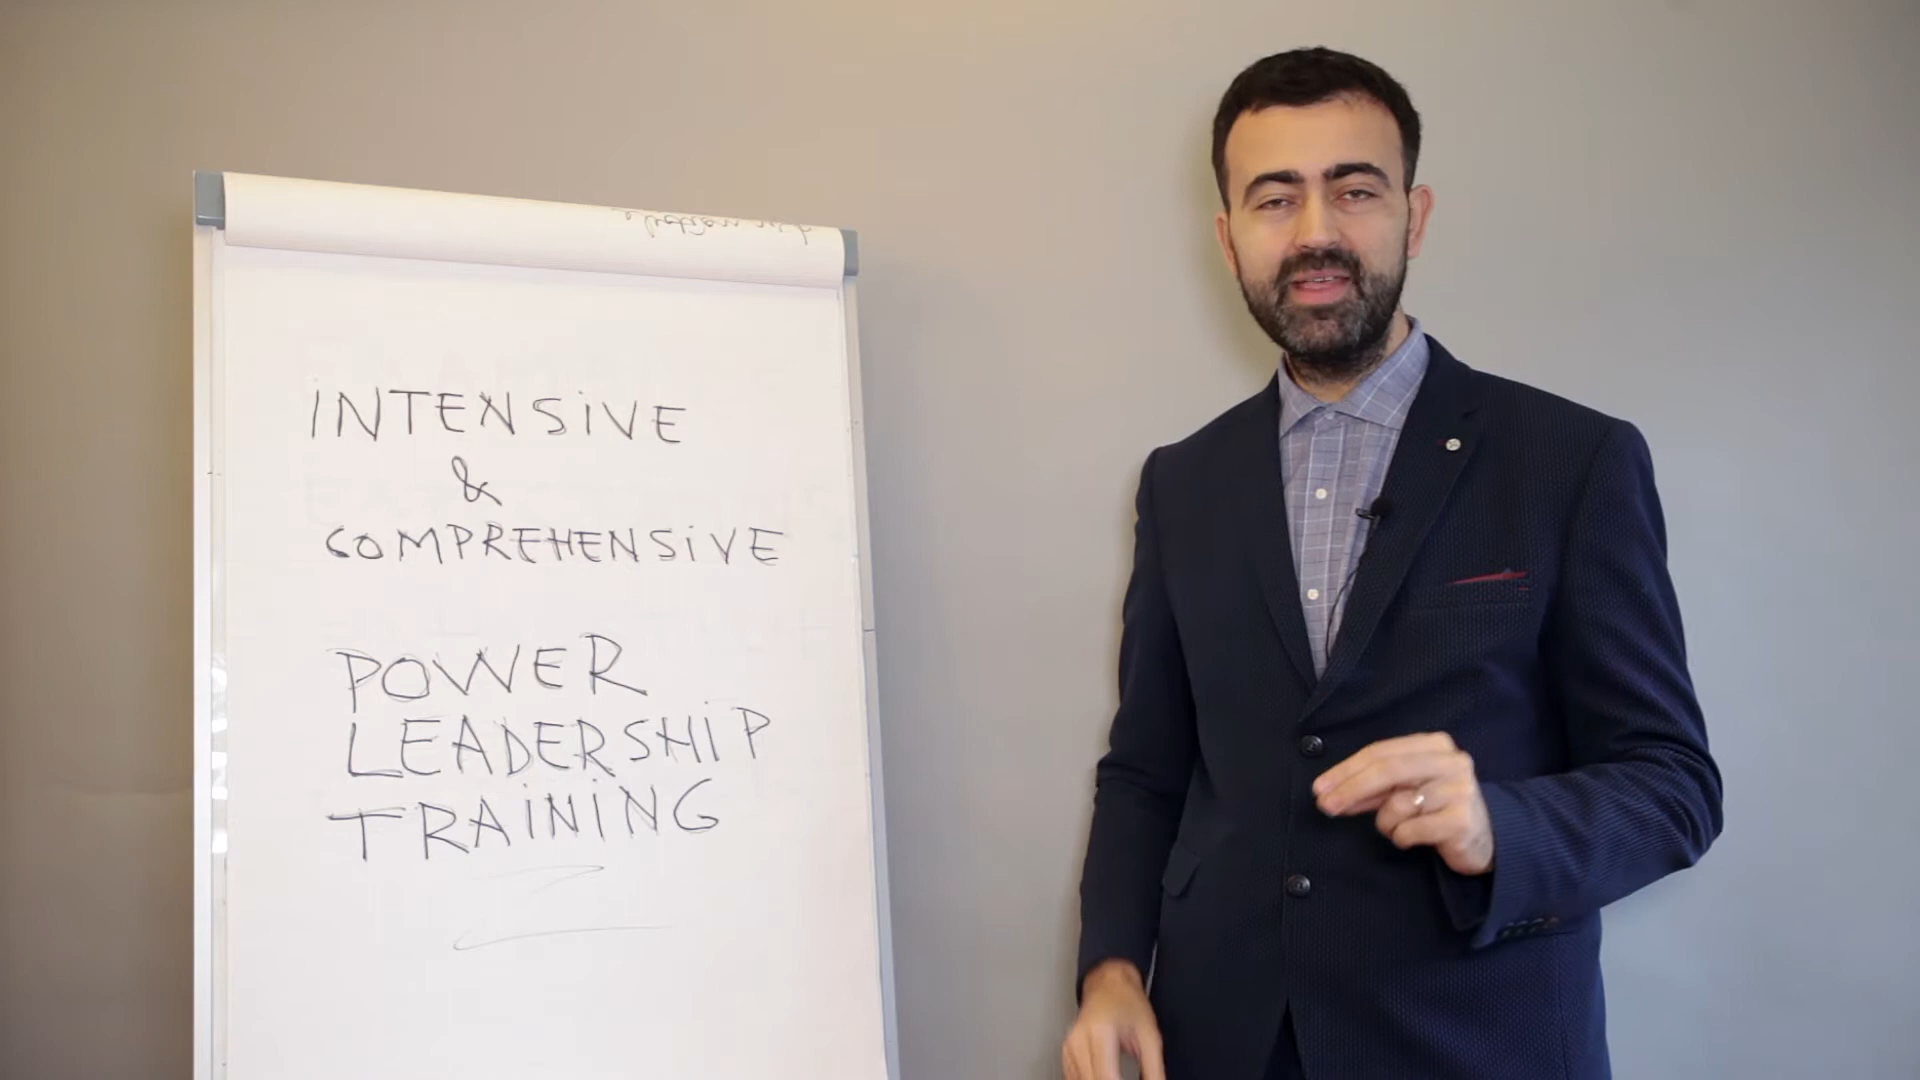 INTENSIVE
&
COMPREHENSIVE
POWER
LEADERSHIP
TRAINING